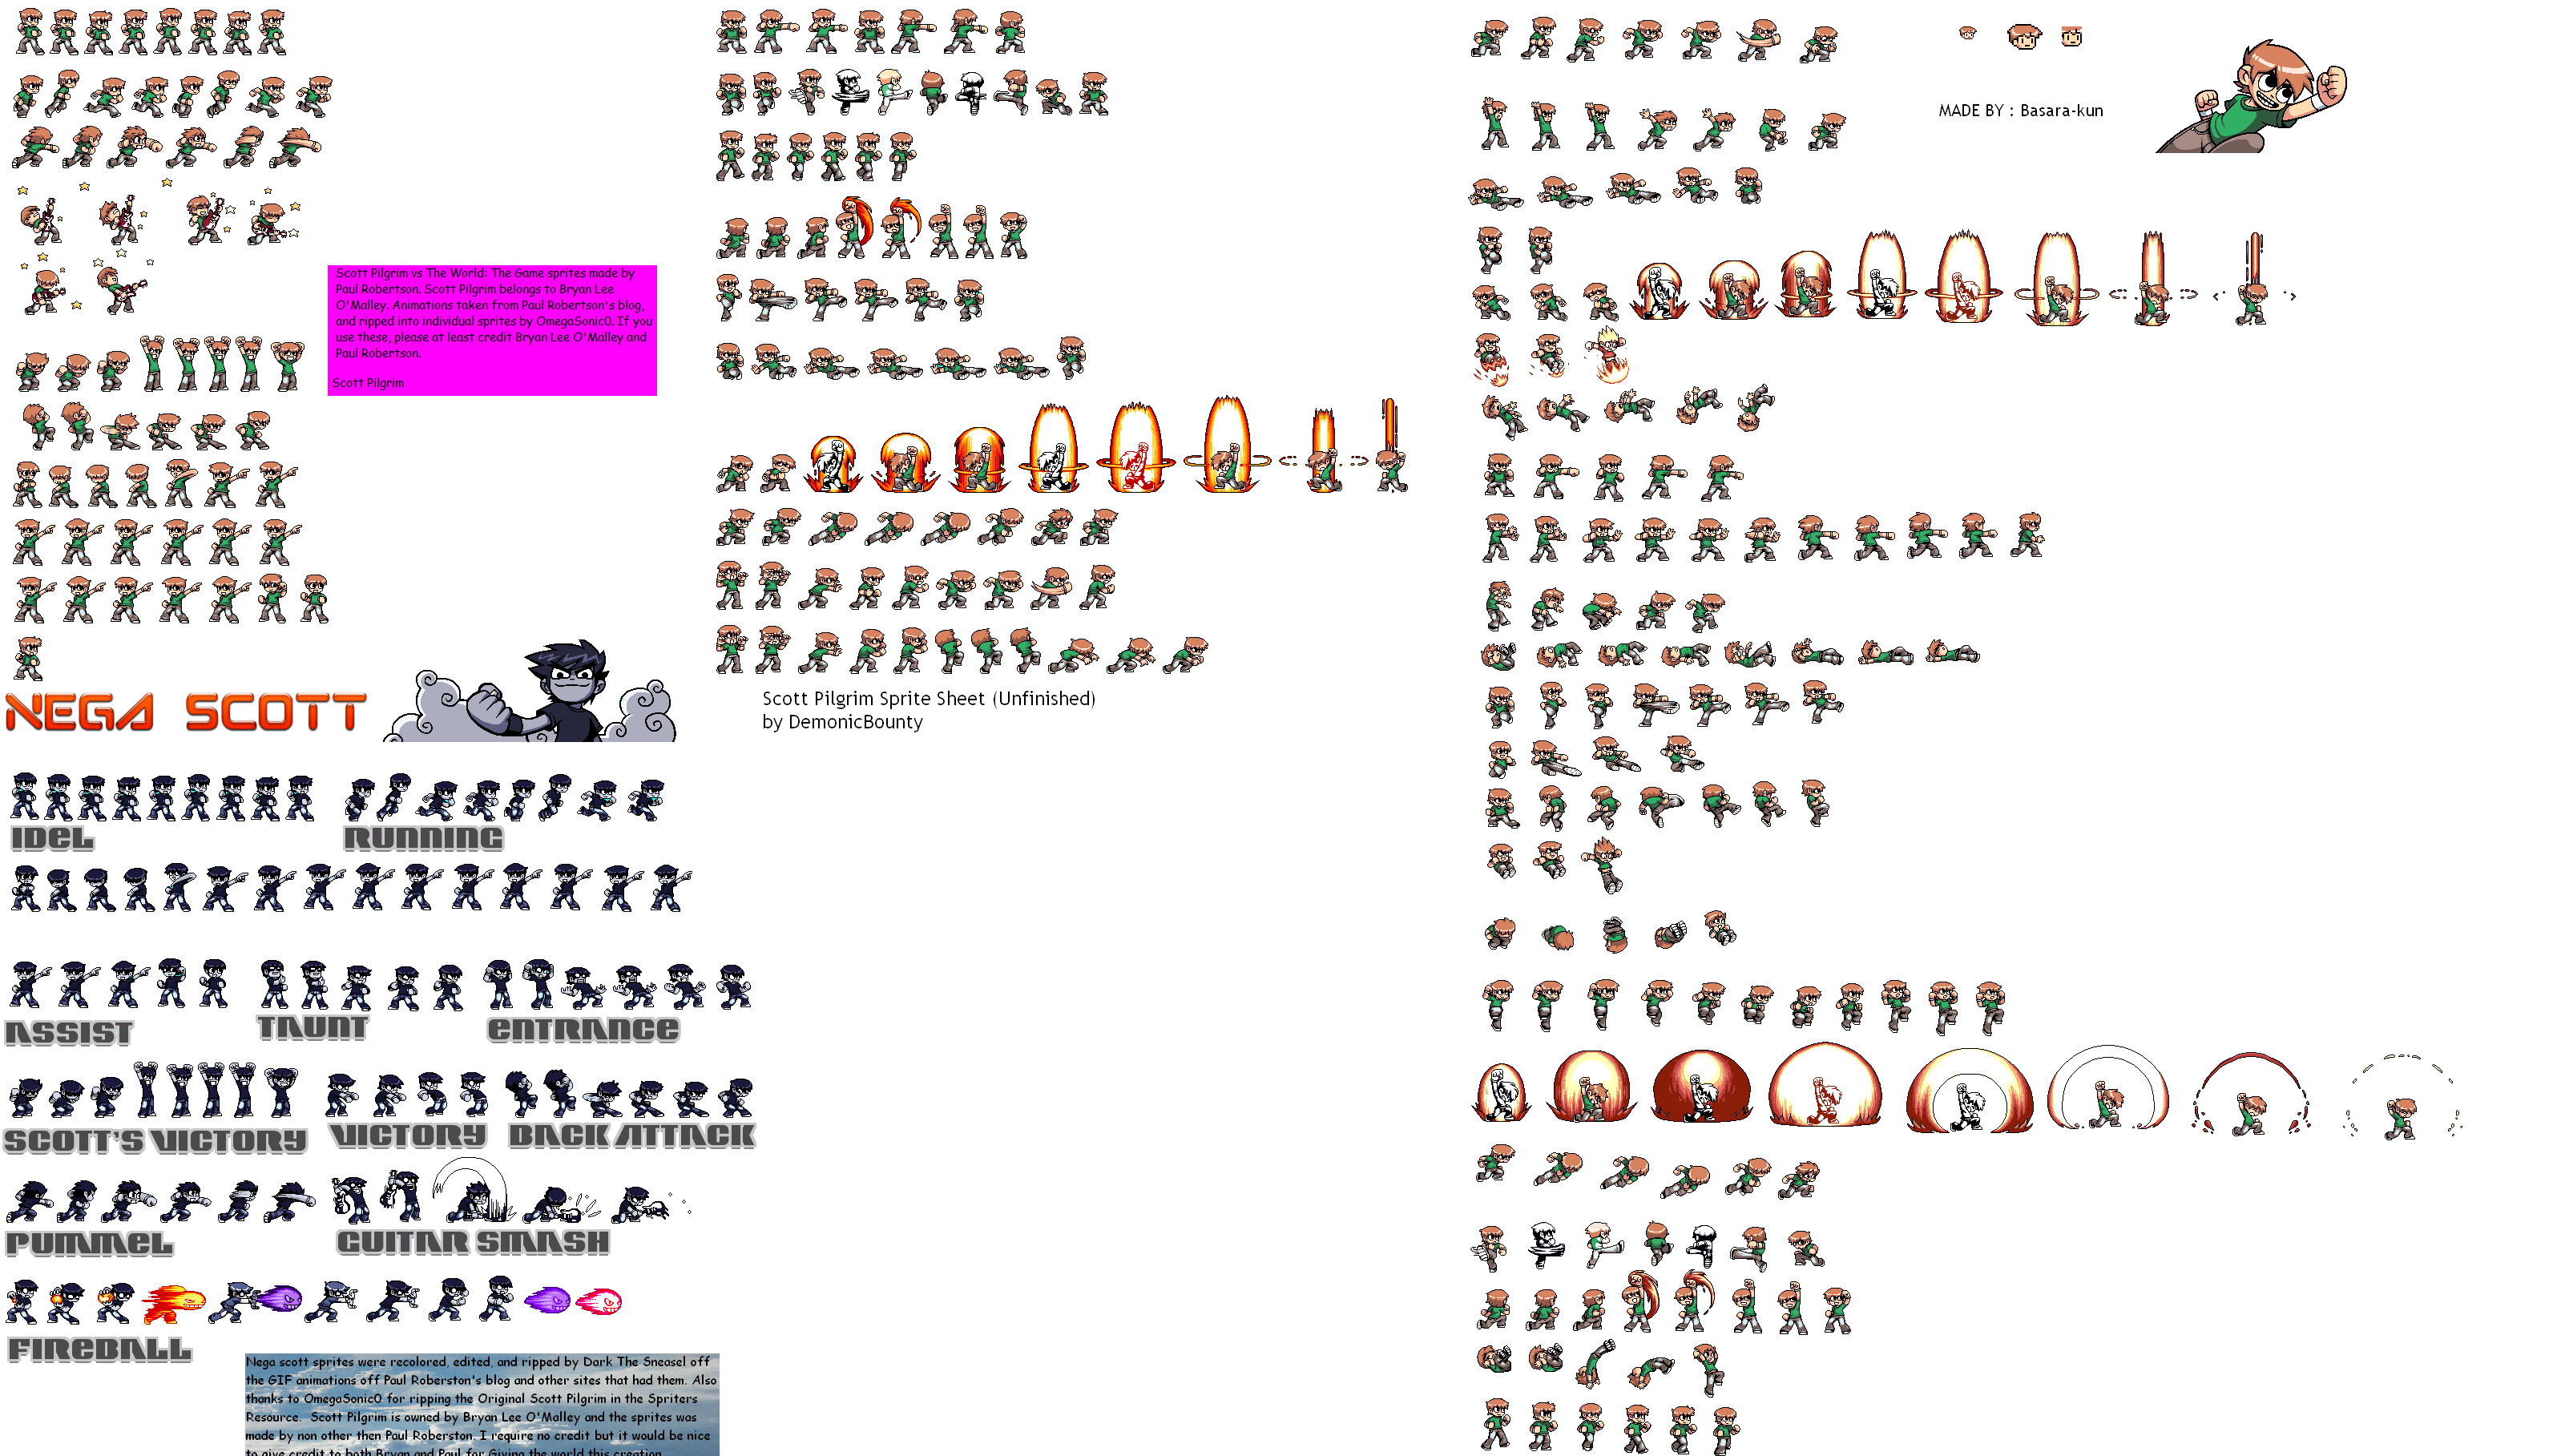 MADE BY : Basara-kun
Scott Pilgrim vs The World: The Game sprites made by
Paul Robertson. Scott Pilgrim belongs to Bryan Lee
O'Malley. Animations taken from Paul Robertson's blog,
and ripped into individual sprites by OmegaSonic0. If you
use these, please at least credit Bryan Lee O'Malley and
Paul Robertson.
Scott Pilgrim
NEGA SCOTT
Scott Pilgrim Sprite Sheet (Unfinished)
by DemonicBounty
IDEL
RUNNING
ASSIST
TAUNT
ENTRANCE
SCOTT'S VICTORY
VICTORY
BACK ATTACK
PUMMEL
GUITAR SMASH
FIREBALL
Nega scott sprites were recolored, edited, and ripped by Dark The Sneasel off
the GIF animations off Paul Roberston's blog and other sites that had them. Also
thanks to OmegaSonic0 for ripping the Original Scott Pilgrim in the Spriters
Resource. Scott Pilgrim is owned by Bryan Lee O'Malley and the sprites was
made by non other then Paul Roberston. I require no credit but it would be nice
to give credit to both Bryan and Paul for Giving the world this creation